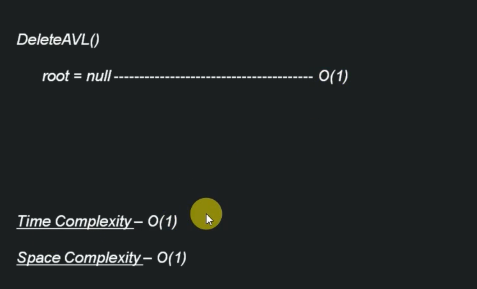 DeleteAVL()
root = null --------------------------------------- O(1)
Time Complexity – O(1)
Space Complexity – O(1)